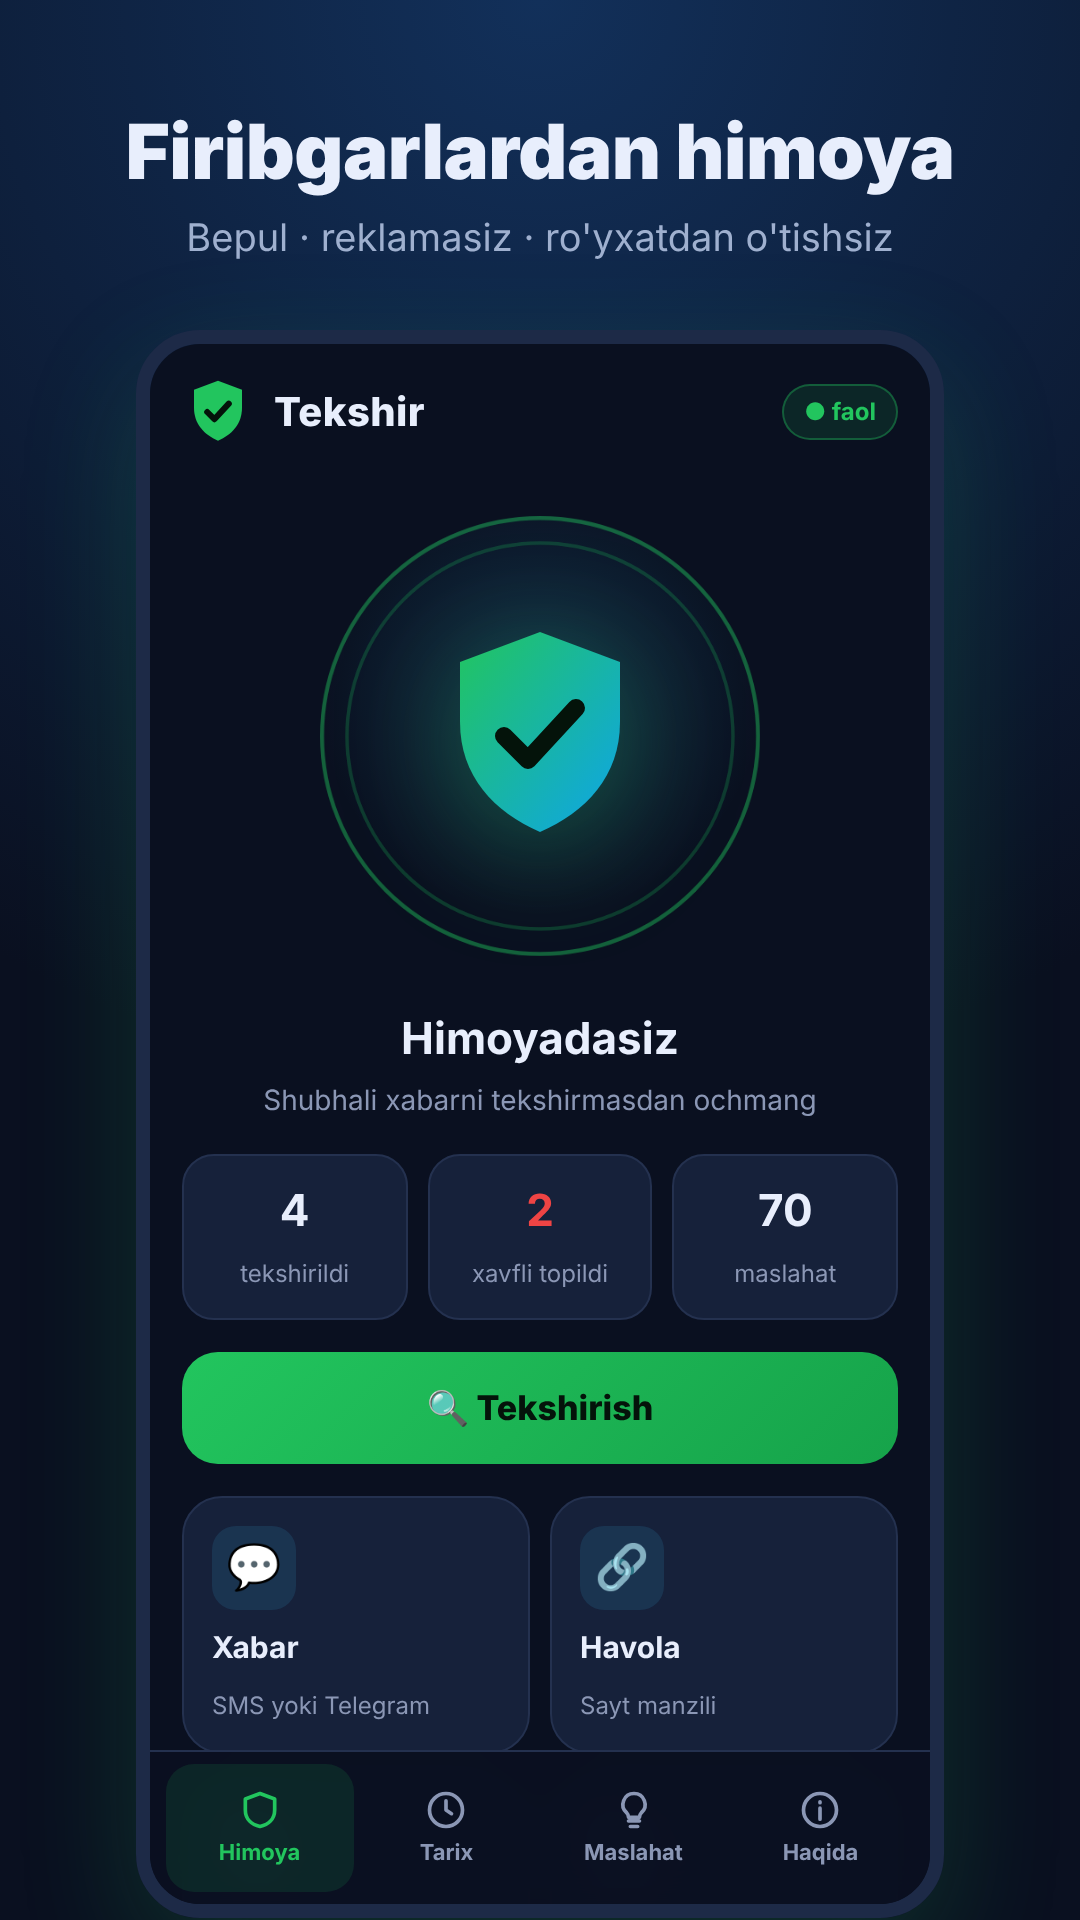 Firibgarlardan himoya
Bepul · reklamasiz · ro'yxatdan o'tishsiz
Tekshir
faol
Himoyadasiz
Shubhali xabarni tekshirmasdan ochmang
4
tekshirildi
2
xavfli topildi
70
maslahat
🔍 Tekshirish
Xabar
SMS yoki Telegram
Havola
Sayt manzili
Himoya
Tarix
Maslahat
Haqida